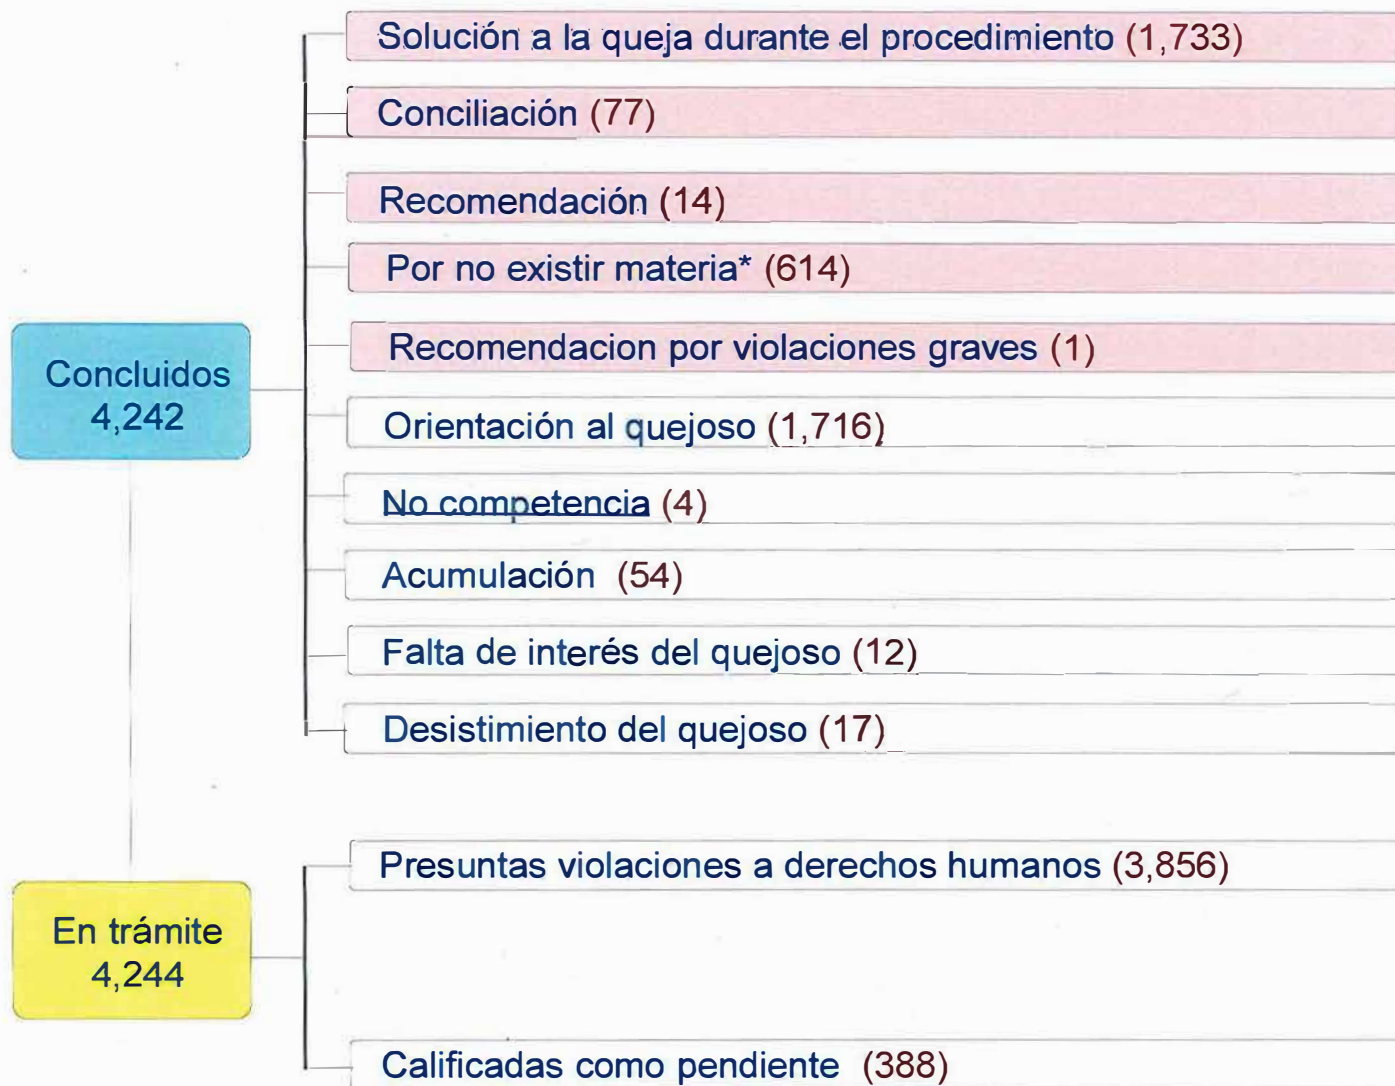 Solución a la queja durante el procedimiento (1,733)
Conciliación (77)
Recomendación (14)
Por no existir materia* (614)
Recomendacion por violaciones graves (1)
Concluidos
4,242
Orientación al quejoso (1,716)
No competencia (4)
Acumulación (54)
Falta de interés del quejoso (12)
Desistimiento del quejoso (17)
Presuntas violaciones a derechos humanos (3,856)
En trámite
4,244
Calificadas como pendiente (388)